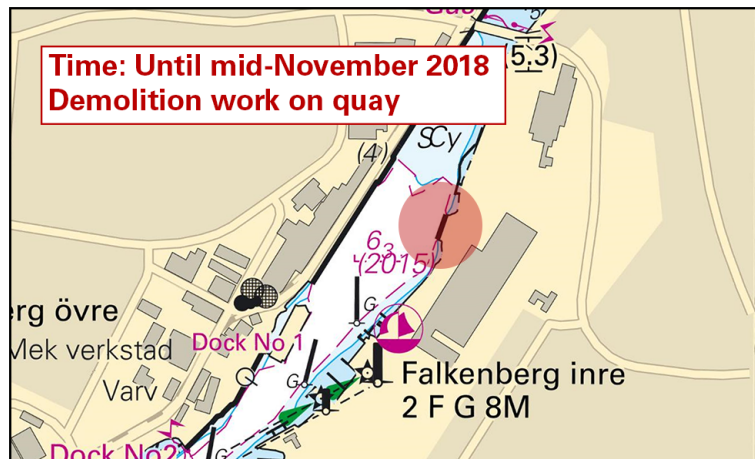 Gas
Time: Until mid-November 2018
Demolition work on quay
(5.3)
SCy
(4)
6₃
(2015)
G
rg övre
Dock No 1
Mek verkstad
G
Varv
Falkenberg inre
2 F G 8M
Dock No2
G